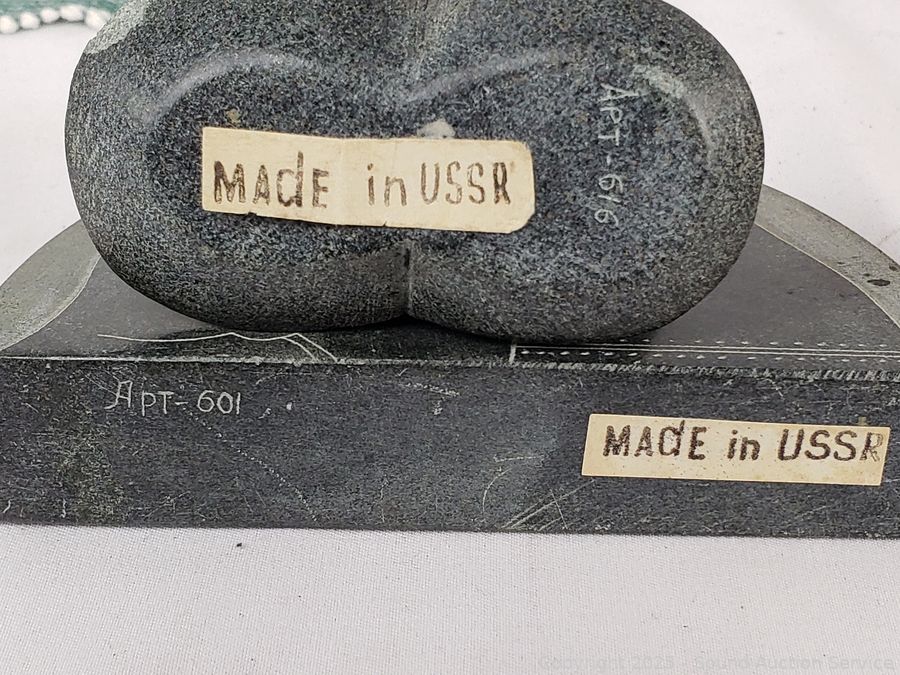 MAdE in USSR
Арт-616
Арт-601
MAdE in USSR
Copyright 2025 - Sound Auction Service